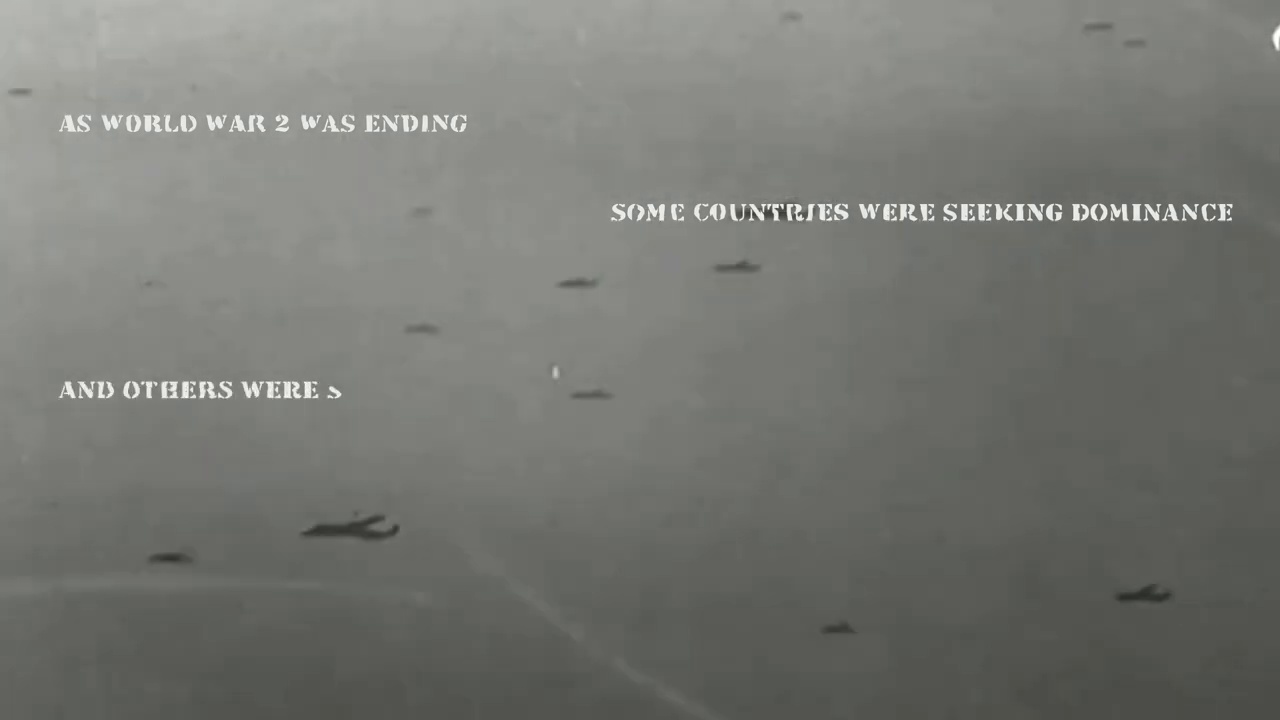 AS WORLD WAR 2 WAS ENDING
SOME COUNTRIES WERE SEEKING DOMINANCE
AND OTHERS WERE